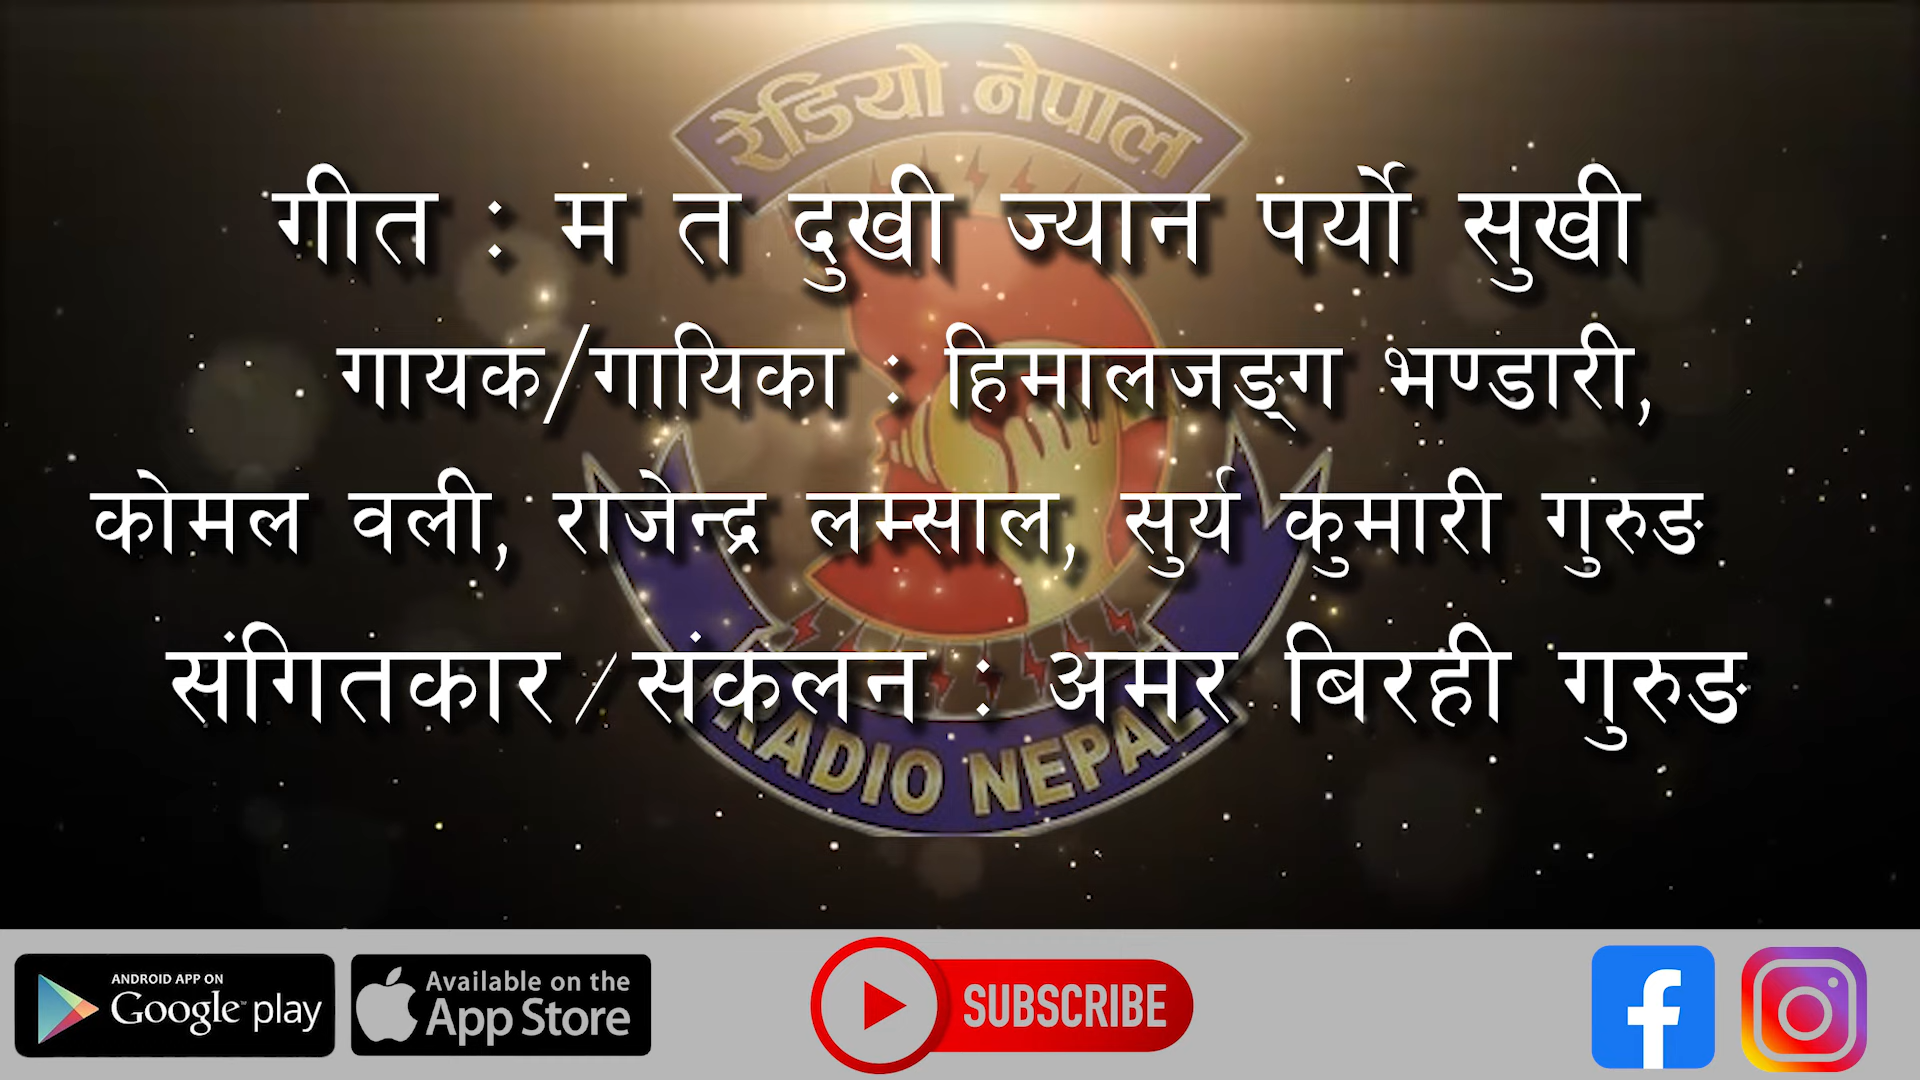 रेडियो नेपाल
गीत : म त दुखी ज्यान पर्यो सुखी
गायक/गायिका : हिमालजङ्ग भण्डारी,
कोमल वली, राजेन्द्र लम्साल, सुर्य कुमारी गुरुङ
संगितकार/संकलन : अमर बिरही गुरुङ
RADIO NEPAL
ANDROID APP ON
Google play
Available on the
App Store
SUBSCRIBE